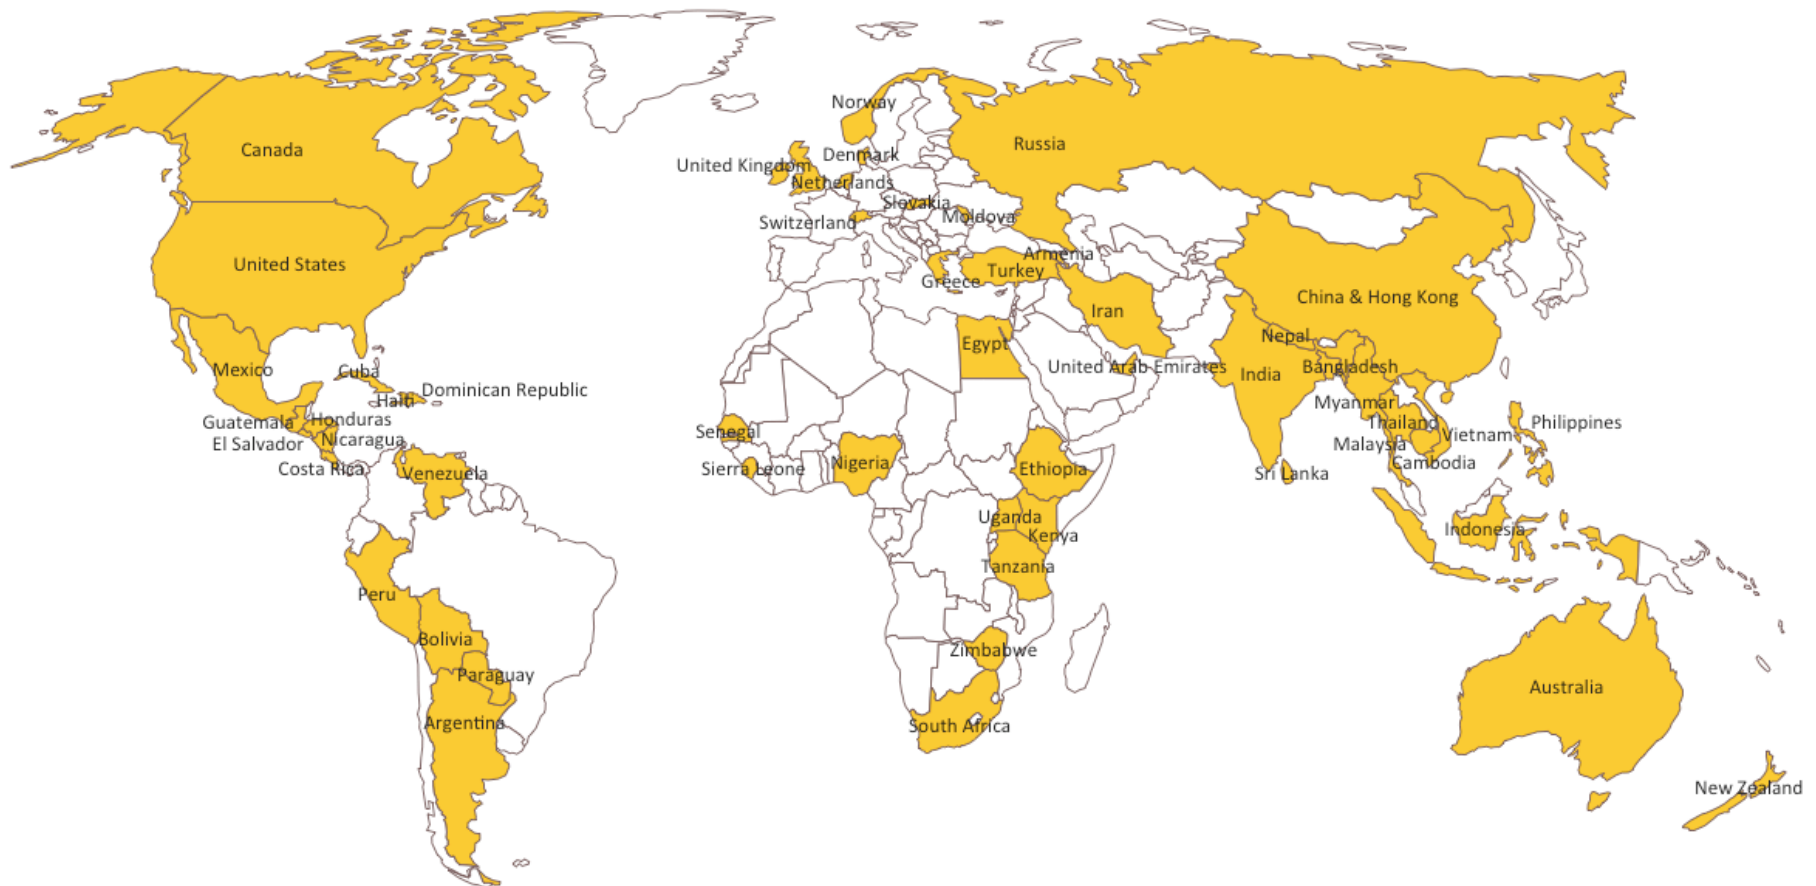 Norway
Canada
Russia
Denmark
United Kingdom
Netherlands
Slovakia
Moldova
Switzerland
Armenia
United States
Turkey
Greece
China & Hong Kong
Iran
Nepal
Egypt
United Arab Emirates
Bangladesh
Mexico
Cuba
India
Dominican Republic
Haiti
Myanmar
Guatemala
Honduras
Thailand
Philippines
Senegal
Vietnam
El Salvador
Nicaragua
Malaysia
Nigeria
Cambodia
Costa Rica
Sierra Leone
Ethiopia
Venezuela
Sri Lanka
Uganda
Indonesia
Kenya
Tanzania
Peru
Bolivia
Zimbabwe
Paraguay
Australia
Argentina
South Africa
New Zealand